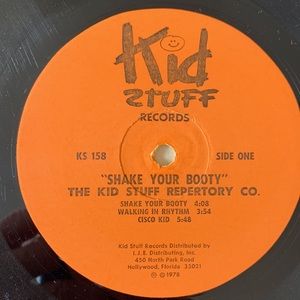 Kid
STUFF
RECORDS
KS 158
SIDE ONE
"SHAKE YOUR BOOTY"
THE KID STUFF REPERTORY CO.
SHAKE YOUR BOOTY 4:08
WALKING IN RHYTHM 3:54
CISCO KID 5:48
Kid Stuff Records Distributed by
I.J.E. Distributing, Inc.
450 North Park Road
Hollywood, Florida 33021
℗ © 1978